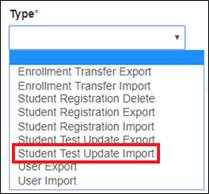 Type*
Enrollment Transfer Export
Enrollment Transfer Import
Student Registration Delete
Student Registration Export
Student Registration Import
Student Test Update Export
Student Test Update Import
User Export
User Import